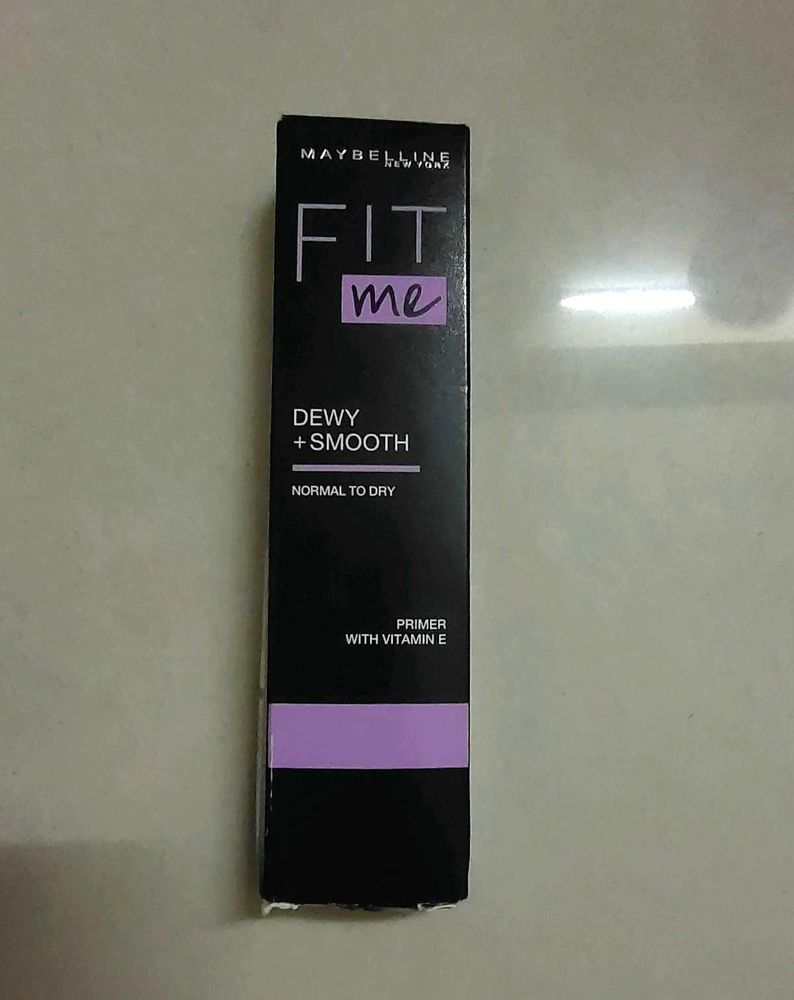 MAYBELLINE
NEW YORK
FIT
me
DEWY
+SMOOTH
NORMAL TO DRY
PRIMER
WITH VITAMIN E